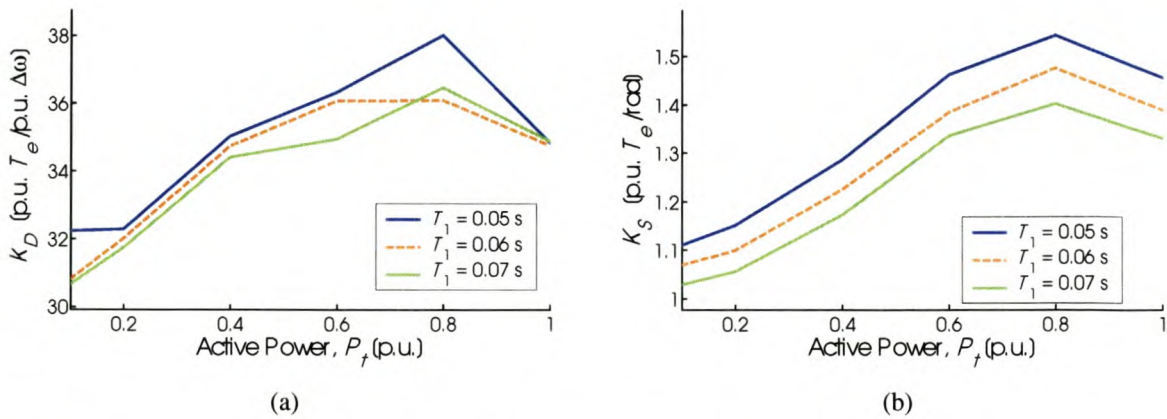 38
36
34
32
30
K_D (p.u. T_e /p.u. Δω)
0.2 0.4 0.6 0.8 1
Active Power, P_t (p.u.)
T_1 = 0.05 s
T_1 = 0.06 s
T_1 = 0.07 s
(a)
1.5
1.4
1.3
1.2
1.1
1
K_S (p.u. T_e /rad)
0.2 0.4 0.6 0.8 1
Active Power, P_t (p.u.)
T_1 = 0.05 s
T_1 = 0.06 s
T_1 = 0.07 s
(b)